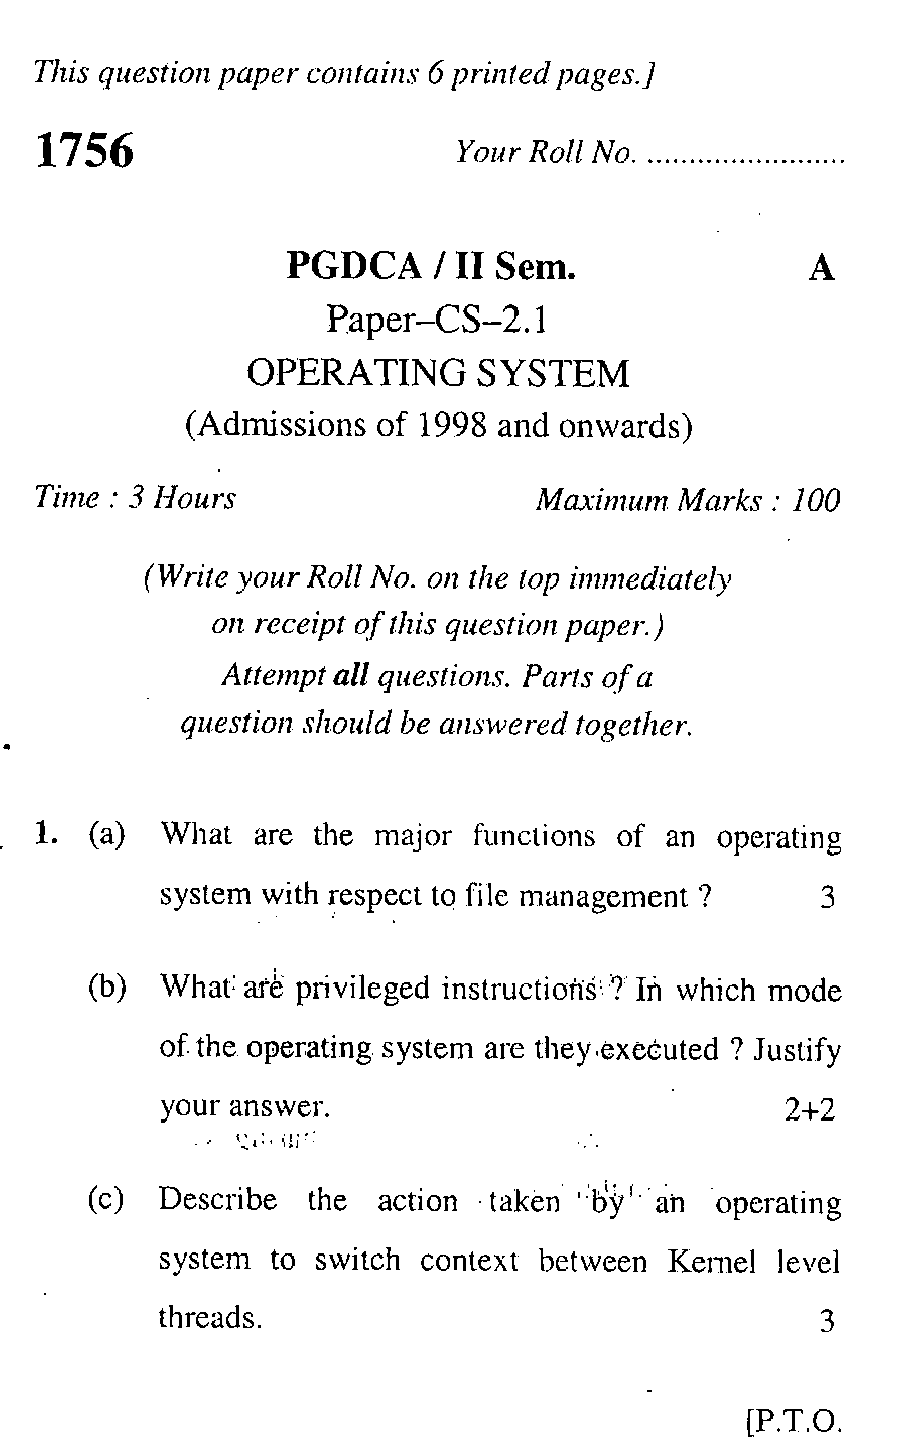 This question paper contains 6 printed pages.]
1756 Your Roll No. ........................
PGDCA / II Sem. A
Paper–CS–2.1
OPERATING SYSTEM
(Admissions of 1998 and onwards)
Time : 3 Hours Maximum Marks : 100
(Write your Roll No. on the top immediately
on receipt of this question paper.)
Attempt all questions. Parts of a
question should be answered together.
1. (a) What are the major functions of an operating
system with respect to file management ? 3
(b) What are privileged instructions ? In which mode
of the operating system are they executed ? Justify
your answer. 2+2
(c) Describe the action taken by an operating
system to switch context between Kernel level
threads. 3
[P.T.O.